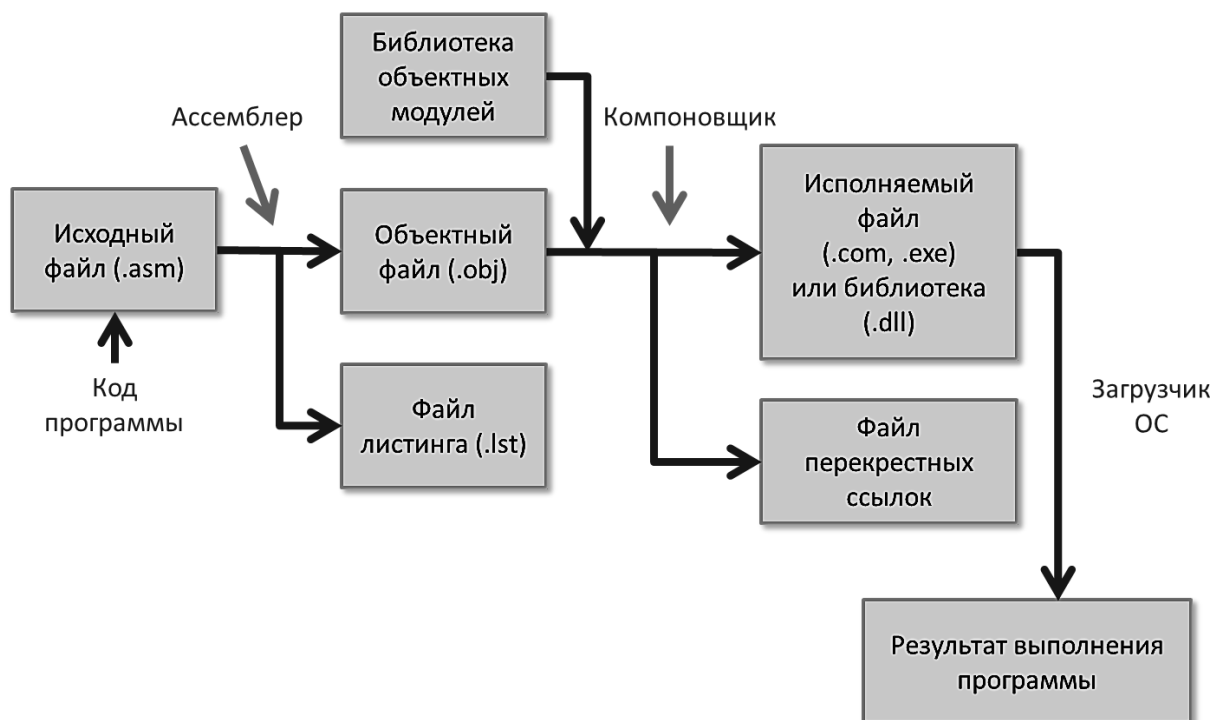 Библиотека
объектных
модулей
Ассемблер
Компоновщик
Исходный
файл (.asm)
Объектный
файл (.obj)
Исполняемый
файл
(.com, .exe)
или библиотека
(.dll)
Код
программы
Файл
листинга (.lst)
Файл
перекрестных
ссылок
Загрузчик
ОС
Результат выполнения
программы